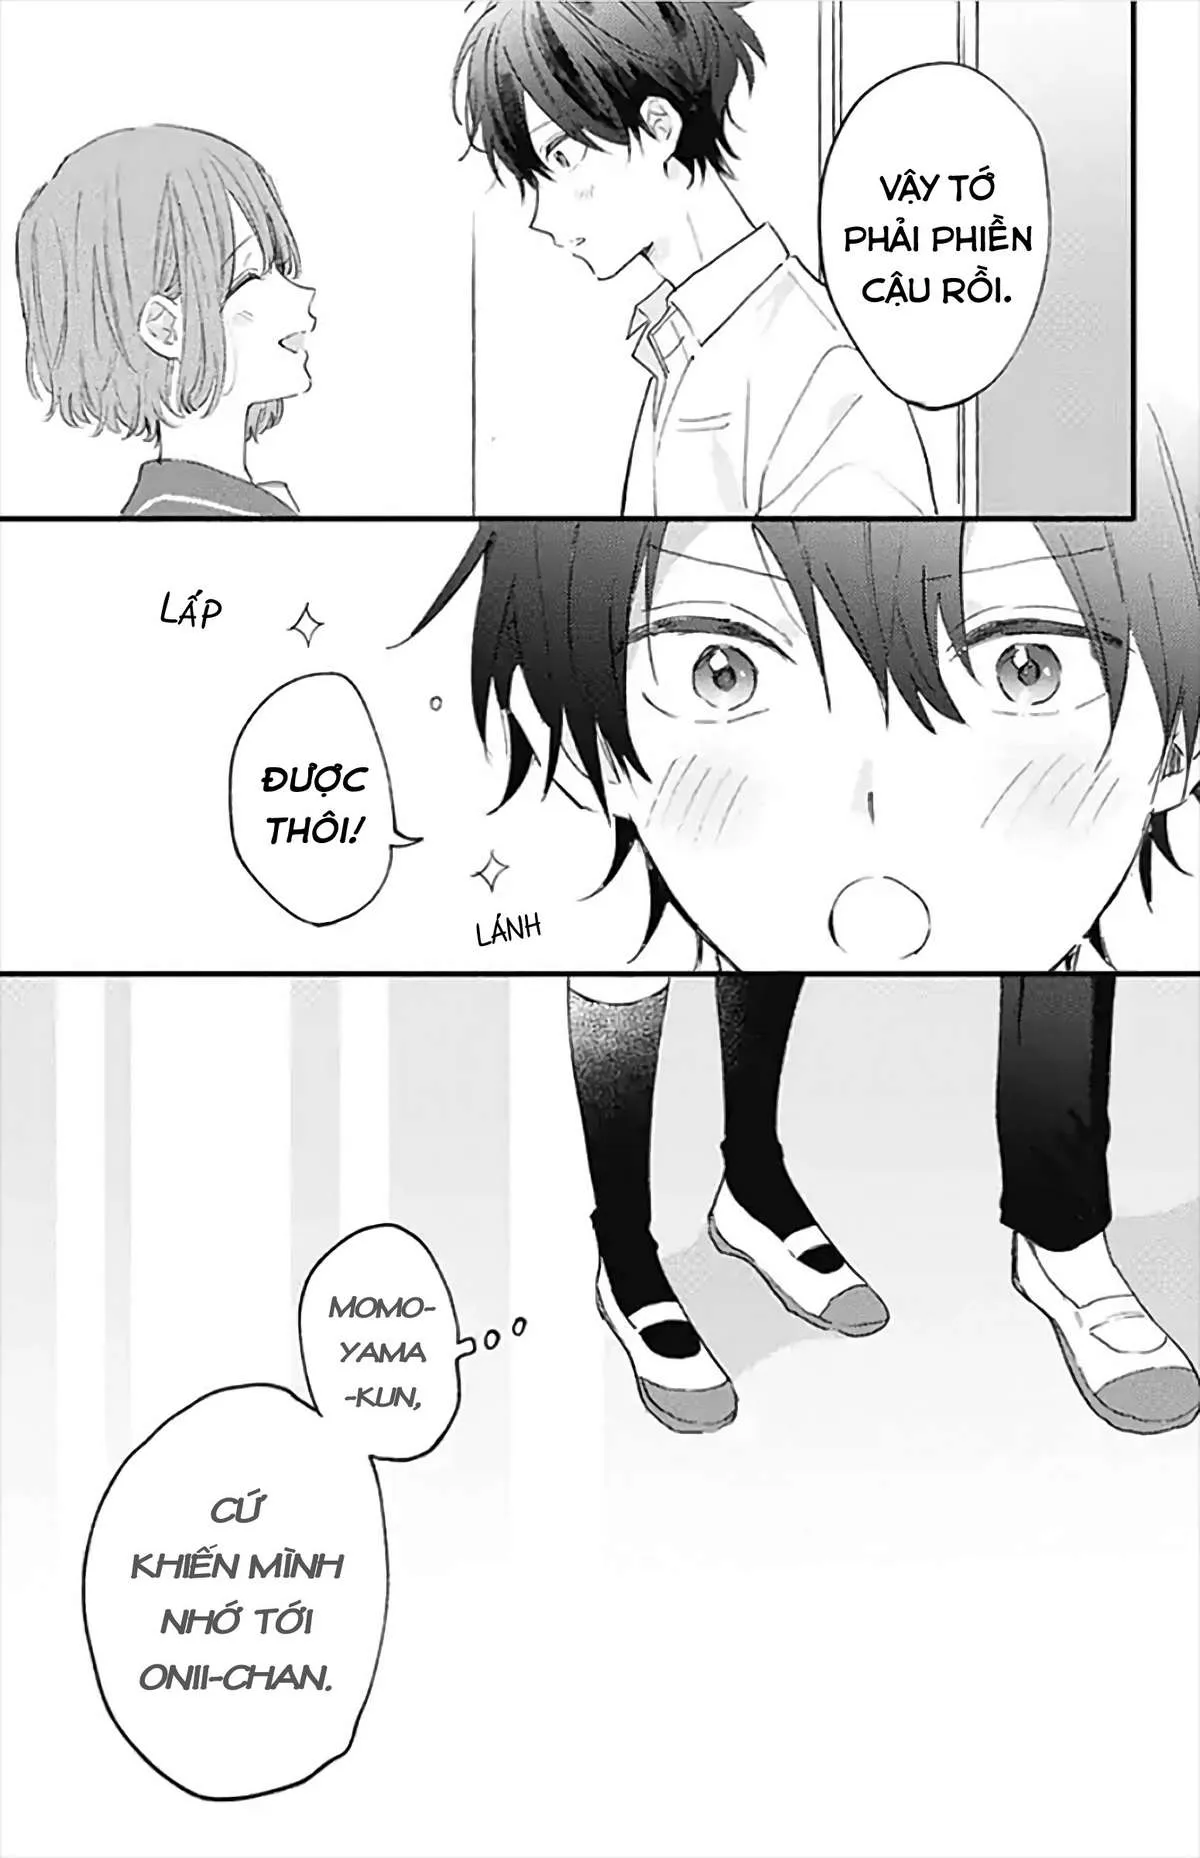 VẬY TỚ
PHẢI PHIỀN
CẬU RỒI.
LẤP
ĐƯỢC
THÔI!
LÁNH
MOMO-
YAMA
-KUN,
CỨ
KHIẾN MÌNH
NHỚ TỚI
ONII-CHAN.